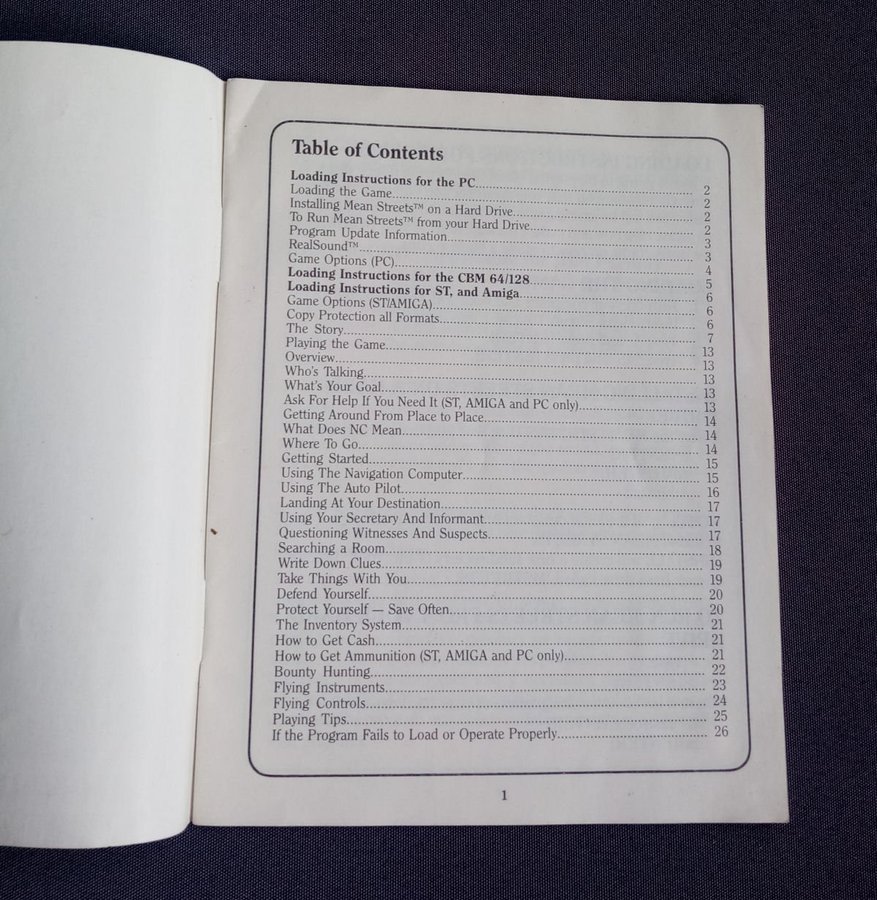 Table of Contents
Loading Instructions for the PC........ 2
Loading the Game........ 2
Installing Mean Streets™ on a Hard Drive........ 2
To Run Mean Streets™ from your Hard Drive........ 2
Program Update Information........ 3
RealSound™........ 3
Game Options (PC)........ 4
Loading Instructions for the CBM 64/128........ 5
Loading Instructions for ST, and Amiga........ 6
Game Options (ST/AMIGA)........ 6
Copy Protection all Formats........ 6
The Story........ 7
Playing the Game........ 13
Overview........ 13
Who's Talking........ 13
What's Your Goal........ 13
Ask For Help If You Need It (ST, AMIGA and PC only)........ 13
Getting Around From Place to Place........ 14
What Does NC Mean........ 14
Where To Go........ 14
Getting Started........ 15
Using The Navigation Computer........ 15
Using The Auto Pilot........ 16
Landing At Your Destination........ 17
Using Your Secretary And Informant........ 17
Questioning Witnesses And Suspects........ 17
Searching a Room........ 18
Write Down Clues........ 19
Take Things With You........ 19
Defend Yourself........ 20
Protect Yourself — Save Often........ 20
The Inventory System........ 21
How to Get Cash........ 21
How to Get Ammunition (ST, AMIGA and PC only)........ 21
Bounty Hunting........ 22
Flying Instruments........ 23
Flying Controls........ 24
Playing Tips........ 25
If the Program Fails to Load or Operate Properly........ 26
1